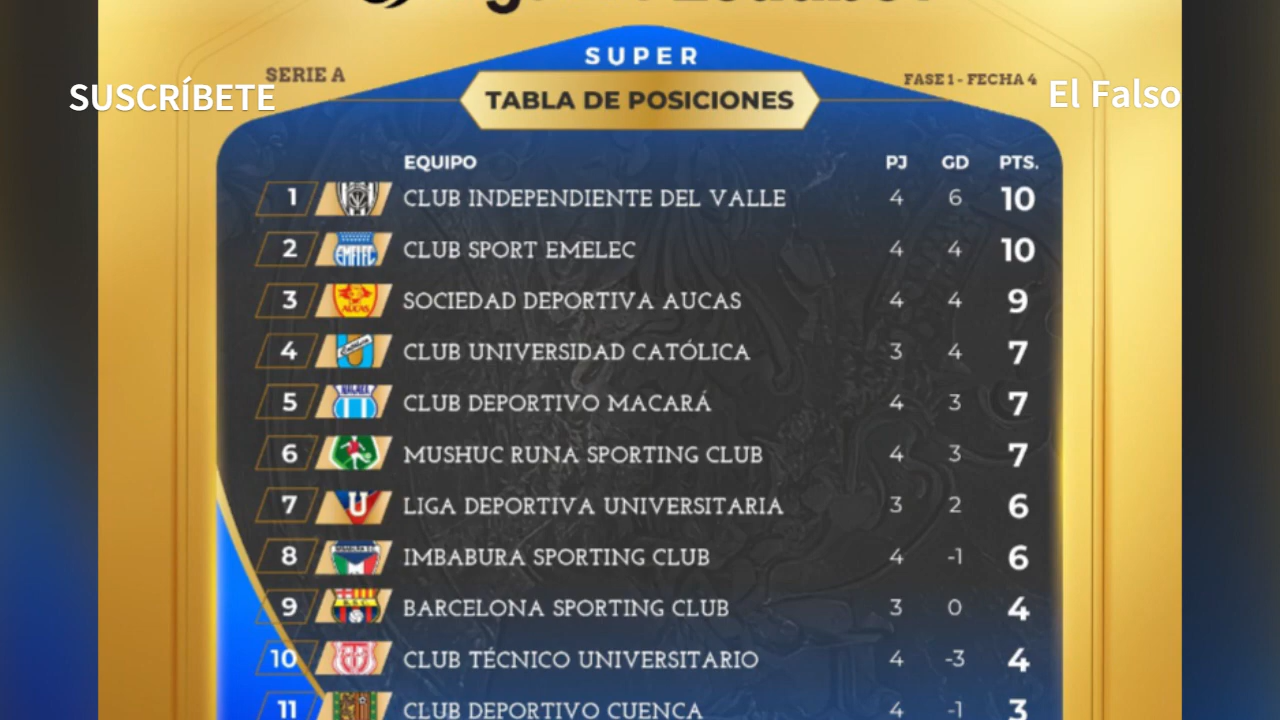 SUPER
SERIE A
FASE 1 - FECHA 4
SUSCRÍBETE
TABLA DE POSICIONES
El Falso
EQUIPO PJ GD PTS.
1 CLUB INDEPENDIENTE DEL VALLE 4 6 10
2 EMELEC CLUB SPORT EMELEC 4 4 10
3 AUCAS SOCIEDAD DEPORTIVA AUCAS 4 4 9
4 Católica CLUB UNIVERSIDAD CATÓLICA 3 4 7
5 MACARÁ CLUB DEPORTIVO MACARÁ 4 3 7
6 MUSHUC RUNA SPORTING CLUB 4 3 7
7 U LIGA DEPORTIVA UNIVERSITARIA 3 2 6
8 IMBABURA SPORTING CLUB 4 -1 6
9 BARCELONA SPORTING CLUB 3 0 4
10 CLUB TÉCNICO UNIVERSITARIO 4 -3 4
11 CLUB DEPORTIVO CUENCA 4 -1 3